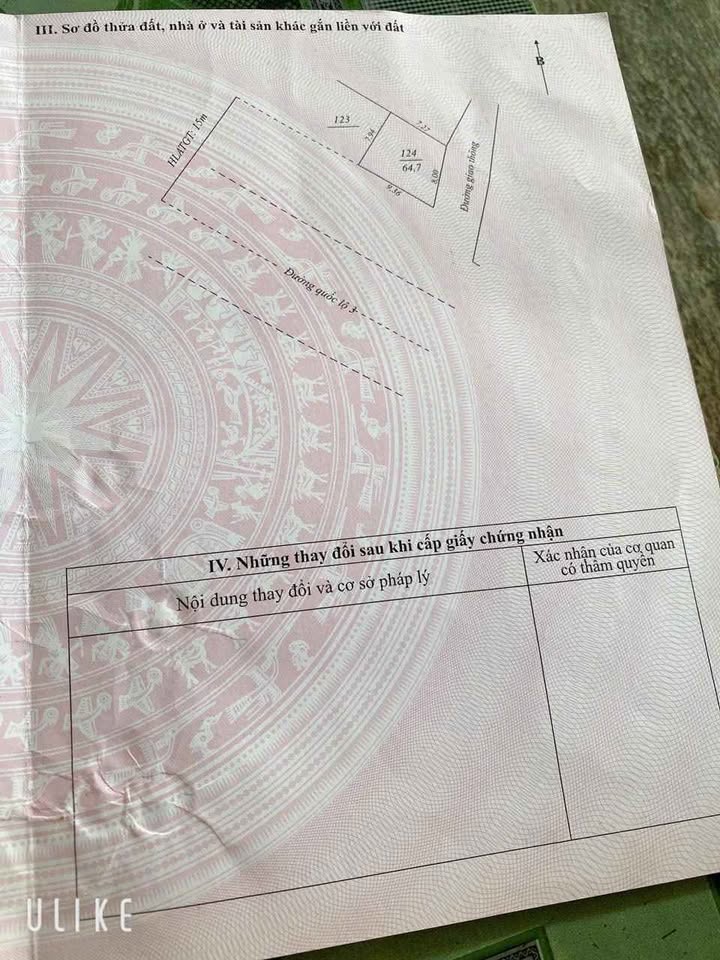 III. Sơ đồ thửa đất, nhà ở và tài sản khác gắn liền với đất
B
HLATGT: 15m
123
7.94
7.27
124
64,7
8.00
9.56
Đường giao thông
Đường quốc lộ 3
IV. Những thay đổi sau khi cấp giấy chứng nhận
Nội dung thay đổi và cơ sở pháp lý
Xác nhận của cơ quan
có thẩm quyền
ULIKE